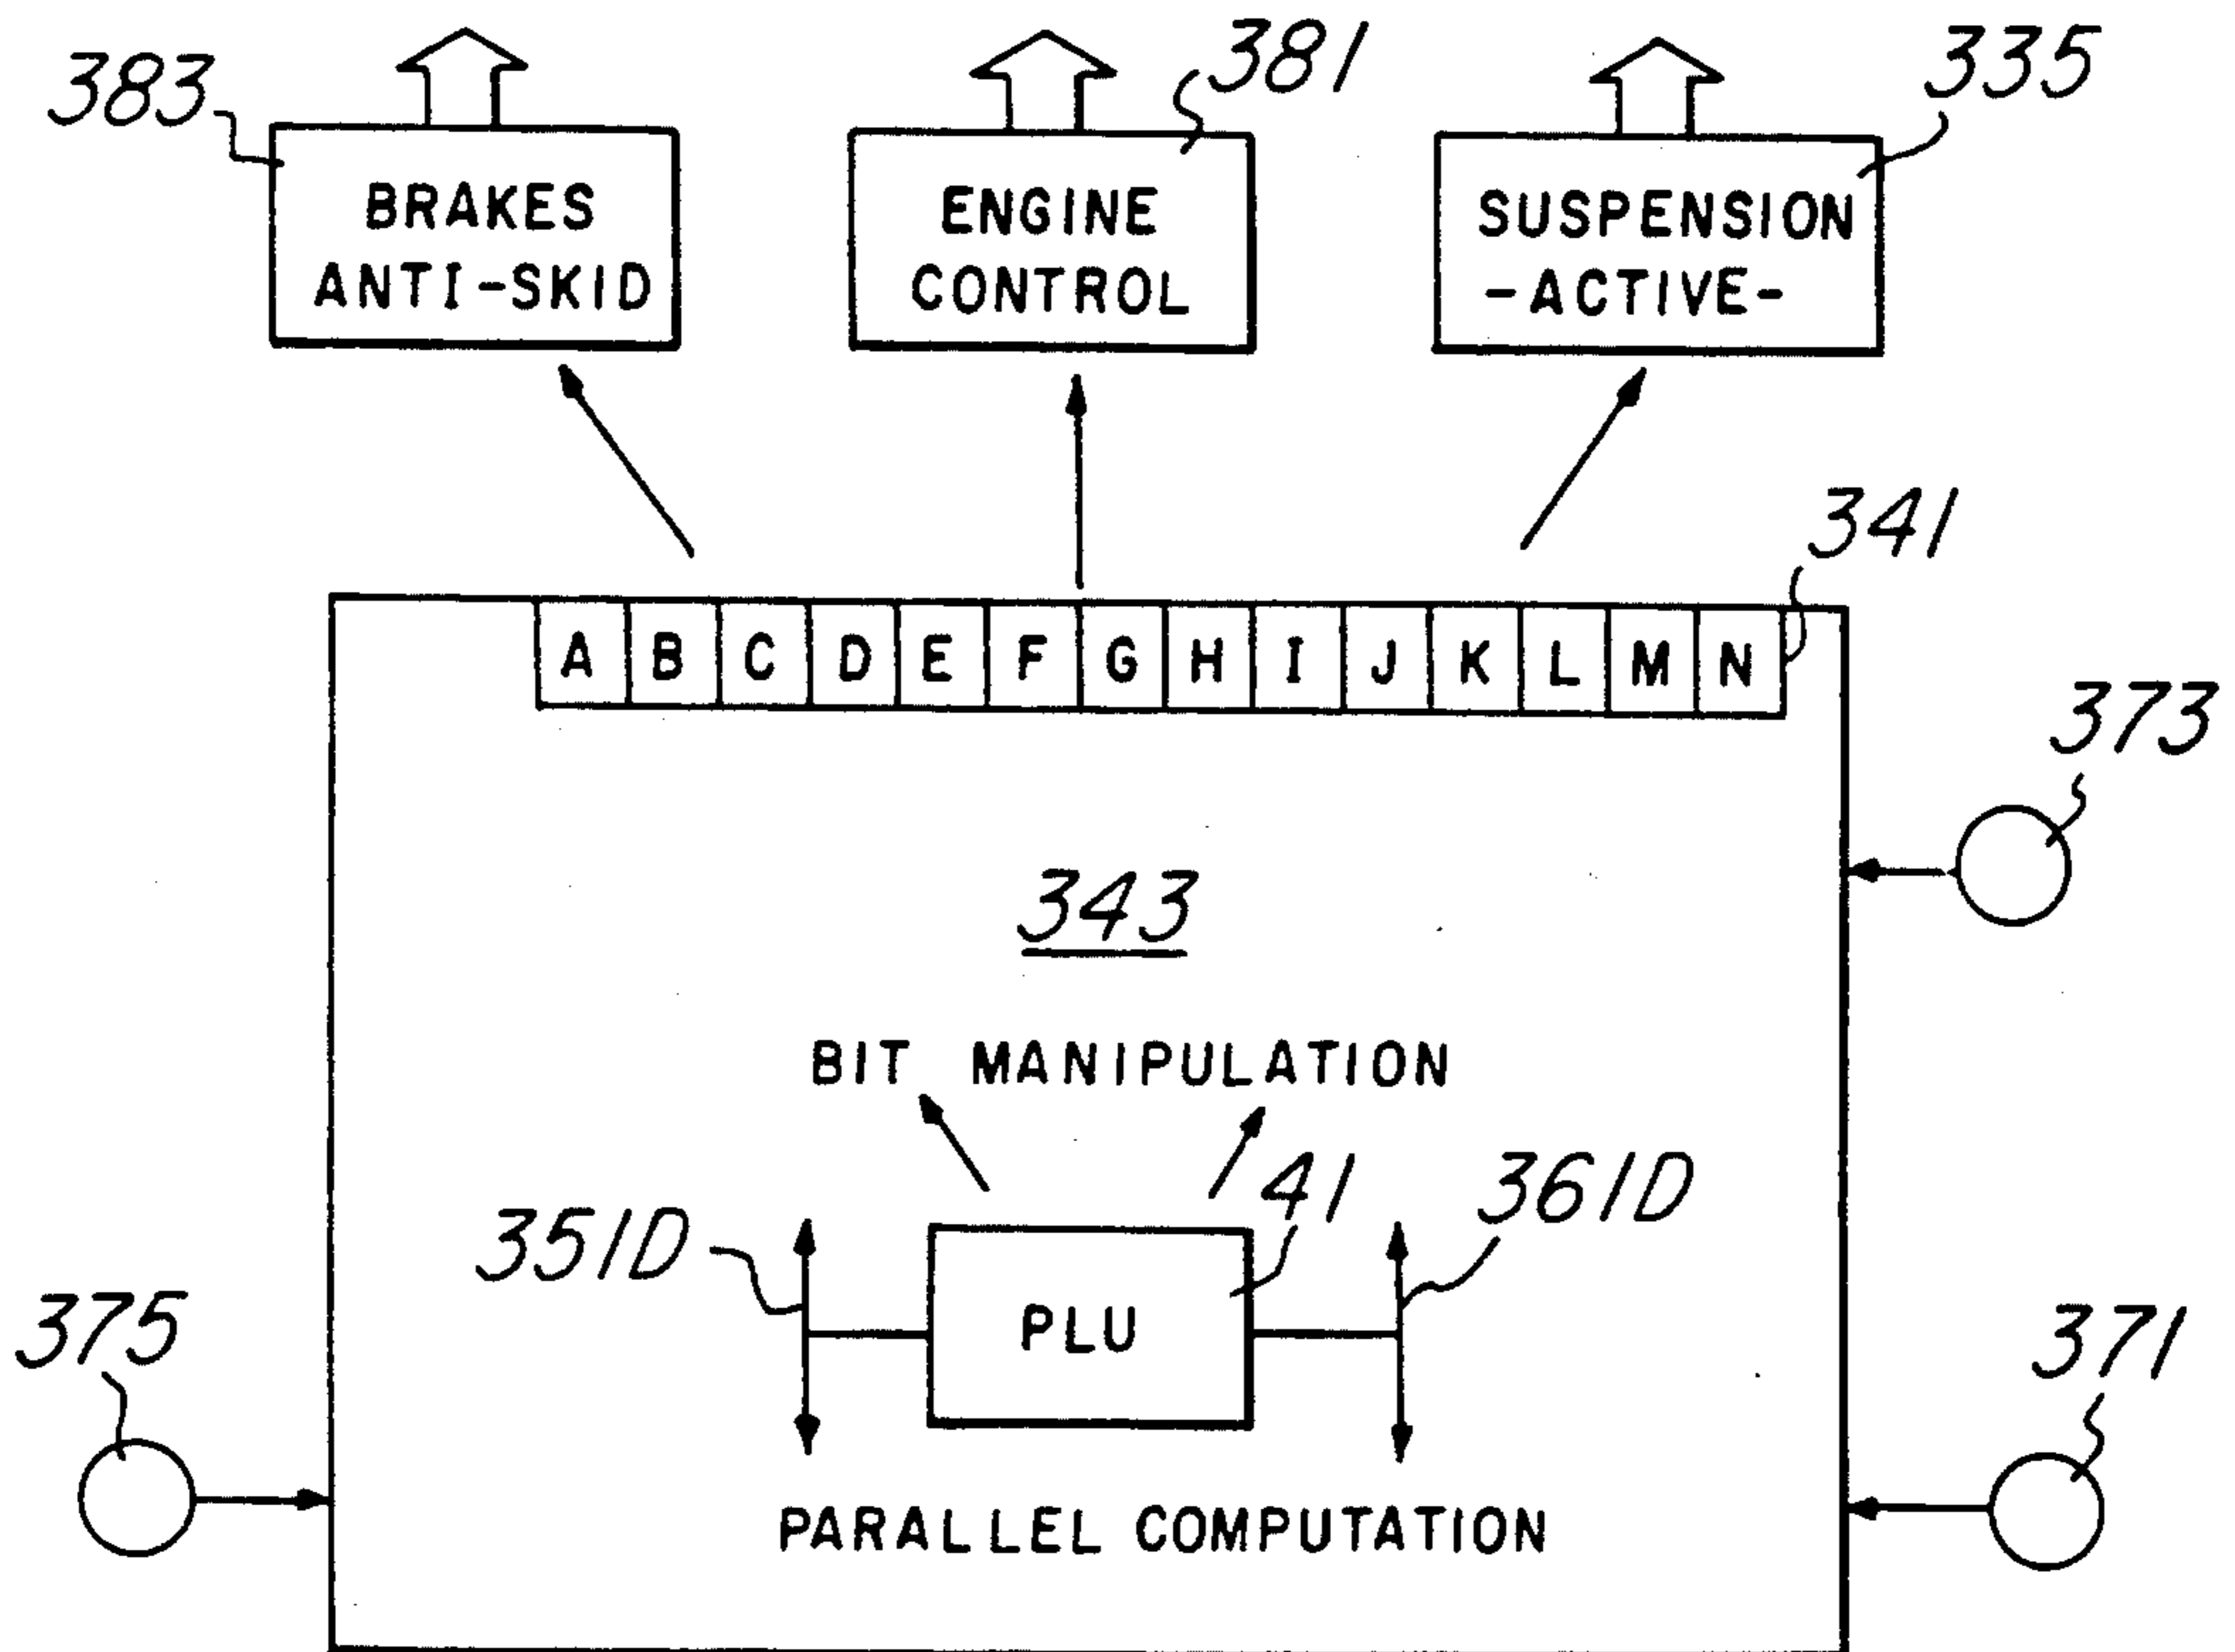 383
381
335
BRAKES
ANTI-SKID
ENGINE
CONTROL
SUSPENSION
-ACTIVE-
341
A B C D E F G H I J K L M N
373
343
BIT MANIPULATION
351D
41
361D
PLU
375
371
PARALLEL COMPUTATION